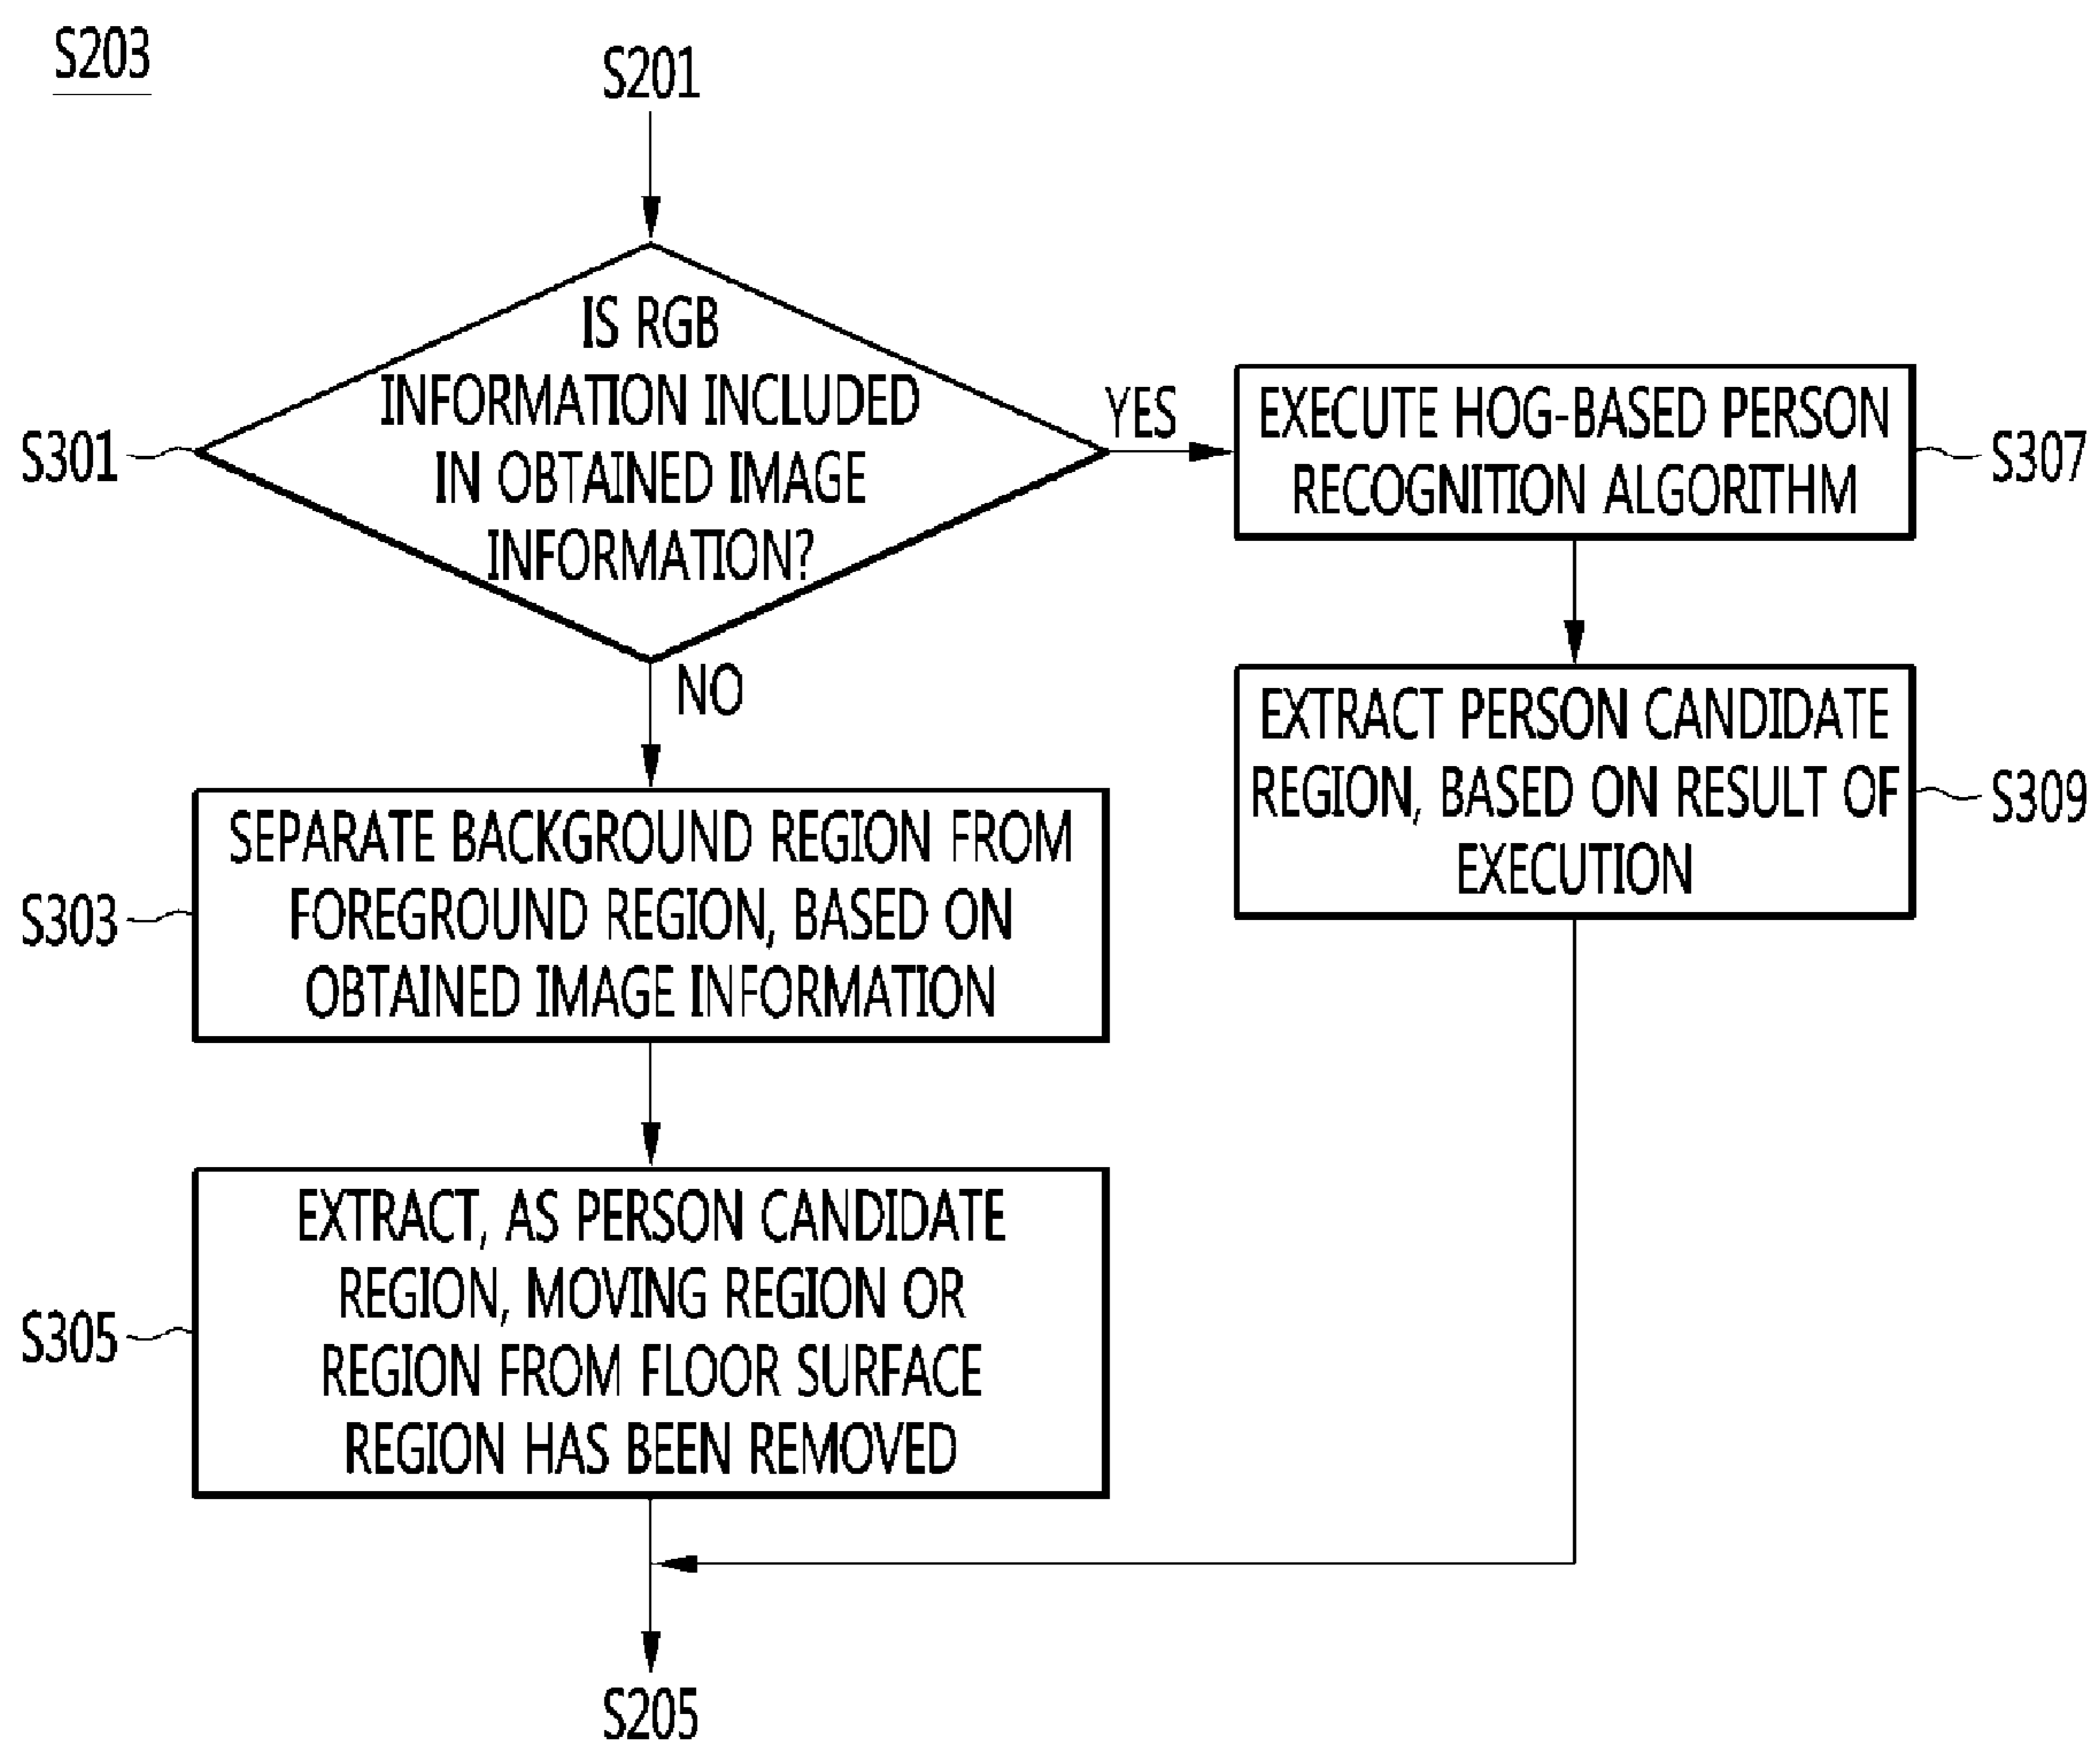 S203
S201
IS RGB
INFORMATION INCLUDED
IN OBTAINED IMAGE
INFORMATION?
S301
YES
EXECUTE HOG-BASED PERSON
RECOGNITION ALGORITHM
S307
NO
EXTRACT PERSON CANDIDATE
REGION, BASED ON RESULT OF
EXECUTION
S309
SEPARATE BACKGROUND REGION FROM
FOREGROUND REGION, BASED ON
OBTAINED IMAGE INFORMATION
S303
EXTRACT, AS PERSON CANDIDATE
REGION, MOVING REGION OR
REGION FROM FLOOR SURFACE
REGION HAS BEEN REMOVED
S305
S205